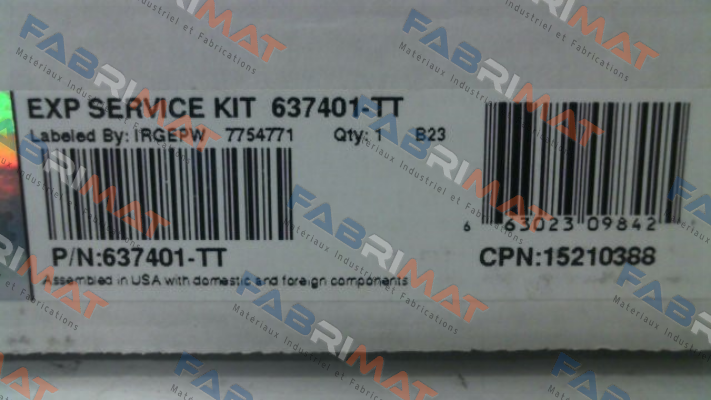 EXP SERVICE KIT 637401-TT
Labeled By: IRGEPW 7754771 Qty: 1 B23
P/N:637401-TT
Assembled in USA with domestic and foreign components
6 63023 09842
CPN:15210388
FABRIMAT
Materiaux Industriel et Fabrications